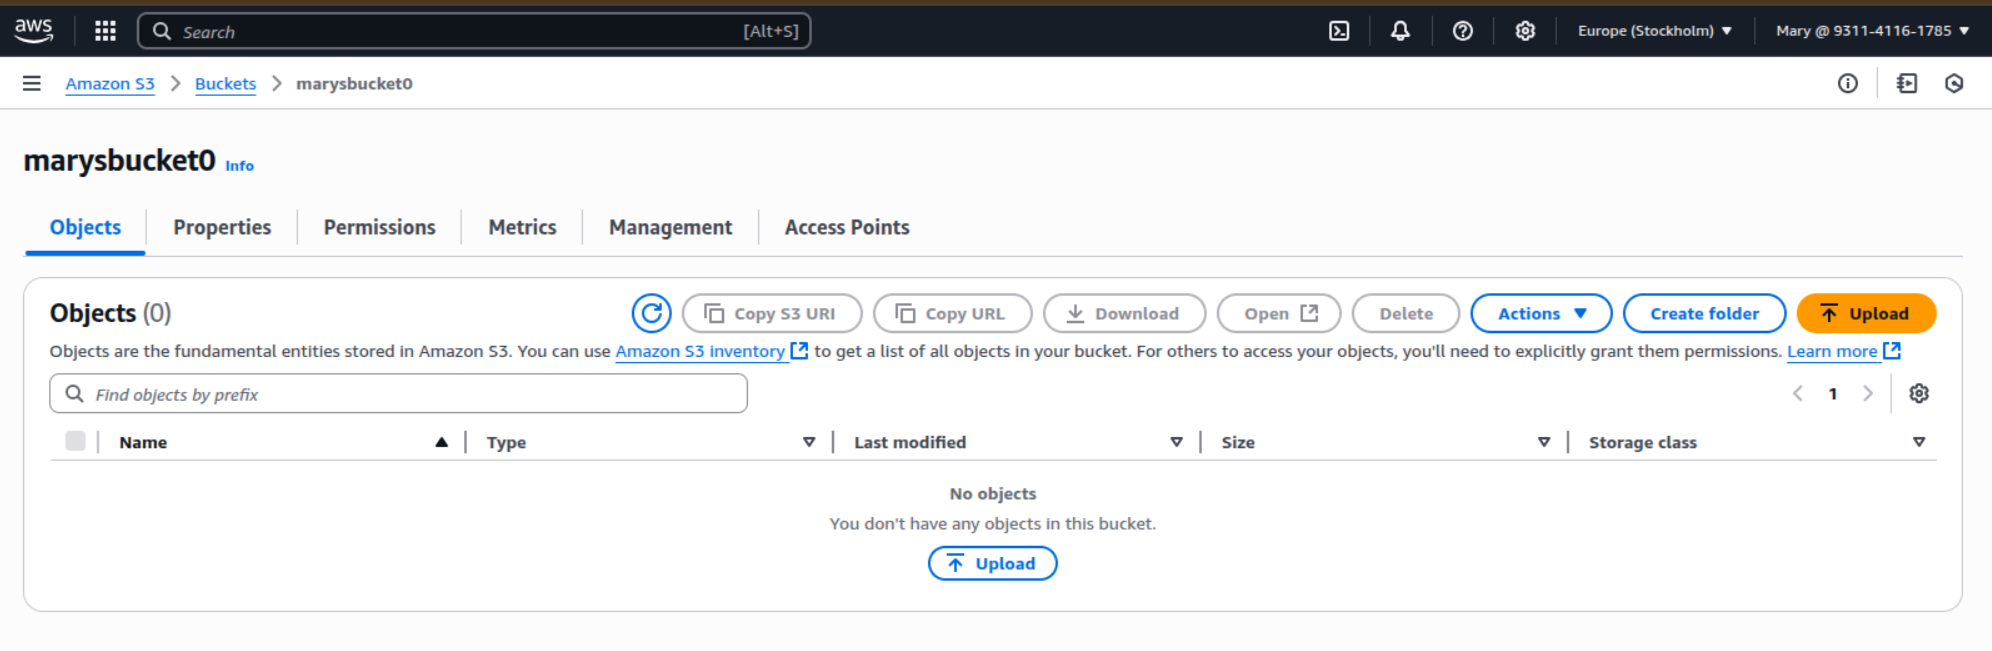 aws Search [Alt+S] Europe (Stockholm) Mary @ 9311-4116-1785
Amazon S3 Buckets marysbucket0
marysbucket0 Info
Objects Properties Permissions Metrics Management Access Points
Objects (0) Copy S3 URI Copy URL Download Open Delete Actions Create folder Upload
Objects are the fundamental entities stored in Amazon S3. You can use Amazon S3 inventory to get a list of all objects in your bucket. For others to access your objects, you'll need to explicitly grant them permissions. Learn more
Find objects by prefix 1
Name Type Last modified Size Storage class
No objects
You don't have any objects in this bucket.
Upload